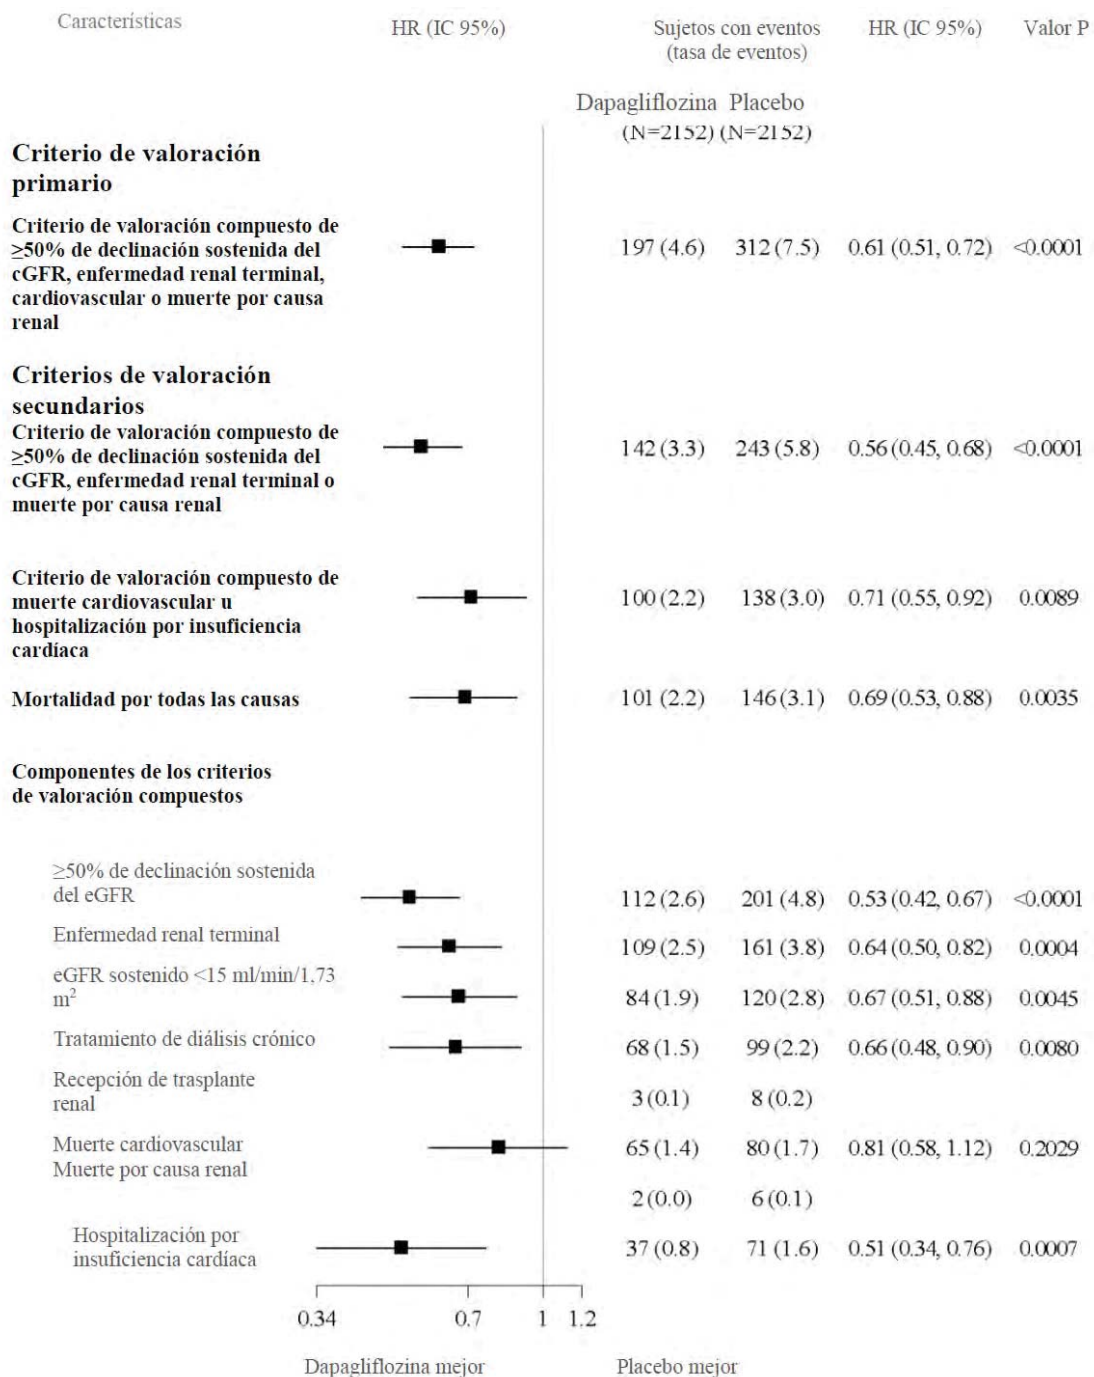 Características HR (IC 95%) Sujetos con eventos HR (IC 95%) Valor P
(tasa de eventos)
Dapagliflozina Placebo
(N=2152) (N=2152)
Criterio de valoración
primario
Criterio de valoración compuesto de
≥50% de declinación sostenida del
cGFR, enfermedad renal terminal,
cardiovascular o muerte por causa
renal
197 (4.6) 312 (7.5) 0.61 (0.51, 0.72) <0.0001
Criterios de valoración
secundarios
Criterio de valoración compuesto de
≥50% de declinación sostenida del
cGFR, enfermedad renal terminal o
muerte por causa renal
142 (3.3) 243 (5.8) 0.56 (0.45, 0.68) <0.0001
Criterio de valoración compuesto de
muerte cardiovascular u
hospitalización por insuficiencia
cardíaca
100 (2.2) 138 (3.0) 0.71 (0.55, 0.92) 0.0089
Mortalidad por todas las causas 101 (2.2) 146 (3.1) 0.69 (0.53, 0.88) 0.0035
Componentes de los criterios
de valoración compuestos
≥50% de declinación sostenida
del eGFR 112 (2.6) 201 (4.8) 0.53 (0.42, 0.67) <0.0001
Enfermedad renal terminal 109 (2.5) 161 (3.8) 0.64 (0.50, 0.82) 0.0004
eGFR sostenido <15 ml/min/1,73
m² 84 (1.9) 120 (2.8) 0.67 (0.51, 0.88) 0.0045
Tratamiento de diálisis crónico 68 (1.5) 99 (2.2) 0.66 (0.48, 0.90) 0.0080
Recepción de trasplante
renal 3 (0.1) 8 (0.2)
Muerte cardiovascular 65 (1.4) 80 (1.7) 0.81 (0.58, 1.12) 0.2029
Muerte por causa renal
2 (0.0) 6 (0.1)
Hospitalización por
insuficiencia cardíaca 37 (0.8) 71 (1.6) 0.51 (0.34, 0.76) 0.0007
0.34 0.7 1 1.2
Dapagliflozina mejor Placebo mejor